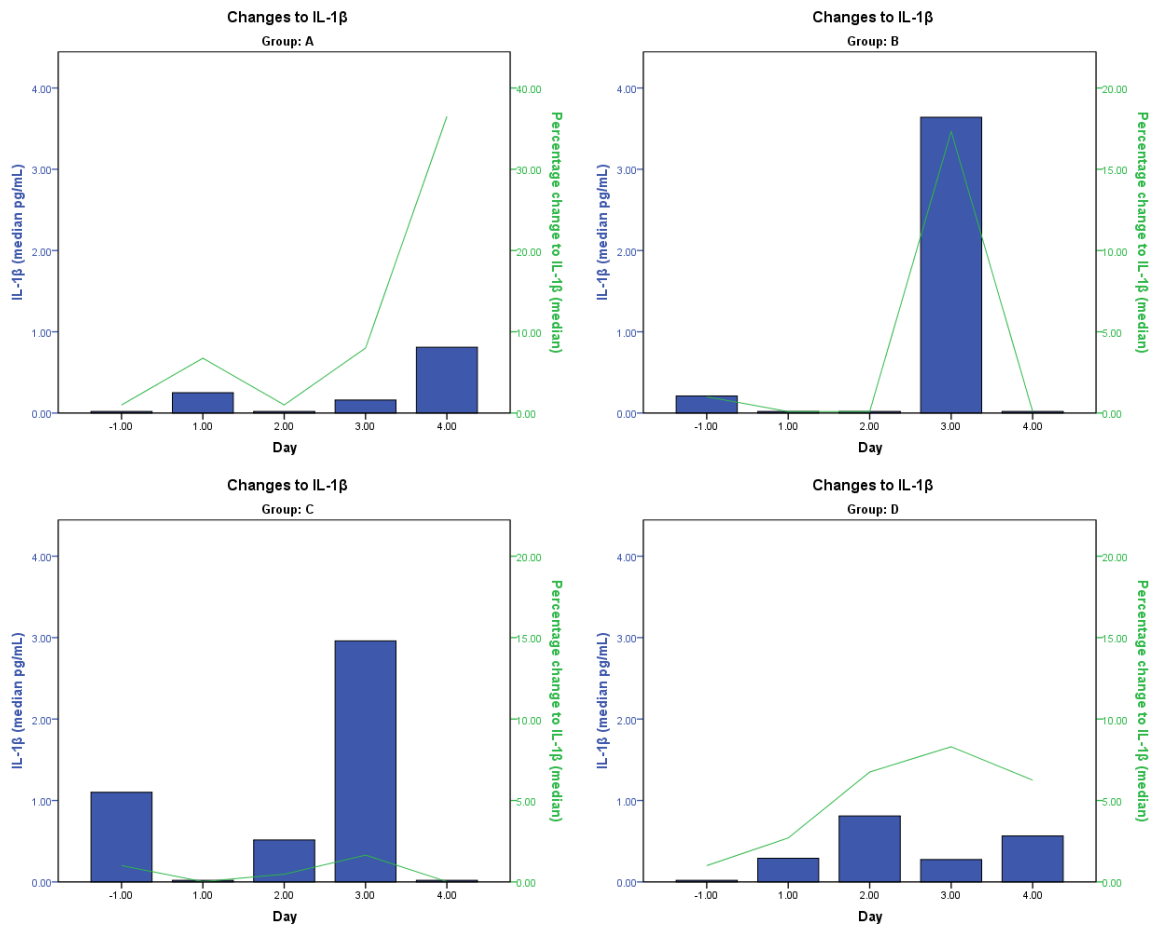 Changes to IL-1β
Group: A
IL-1β (median pg/mL)
4.00
3.00
2.00
1.00
0.00
40.00
30.00
20.00
10.00
0.00
Percentage change to IL-1β (median)
-1.00 1.00 2.00 3.00 4.00
Day
Changes to IL-1β
Group: B
IL-1β (median pg/mL)
4.00
3.00
2.00
1.00
0.00
20.00
15.00
10.00
5.00
0.00
Percentage change to IL-1β (median)
-1.00 1.00 2.00 3.00 4.00
Day
Changes to IL-1β
Group: C
IL-1β (median pg/mL)
4.00
3.00
2.00
1.00
0.00
20.00
15.00
10.00
5.00
0.00
Percentage change to IL-1β (median)
-1.00 1.00 2.00 3.00 4.00
Day
Changes to IL-1β
Group: D
IL-1β (median pg/mL)
4.00
3.00
2.00
1.00
0.00
20.00
15.00
10.00
5.00
0.00
Percentage change to IL-1β (median)
-1.00 1.00 2.00 3.00 4.00
Day